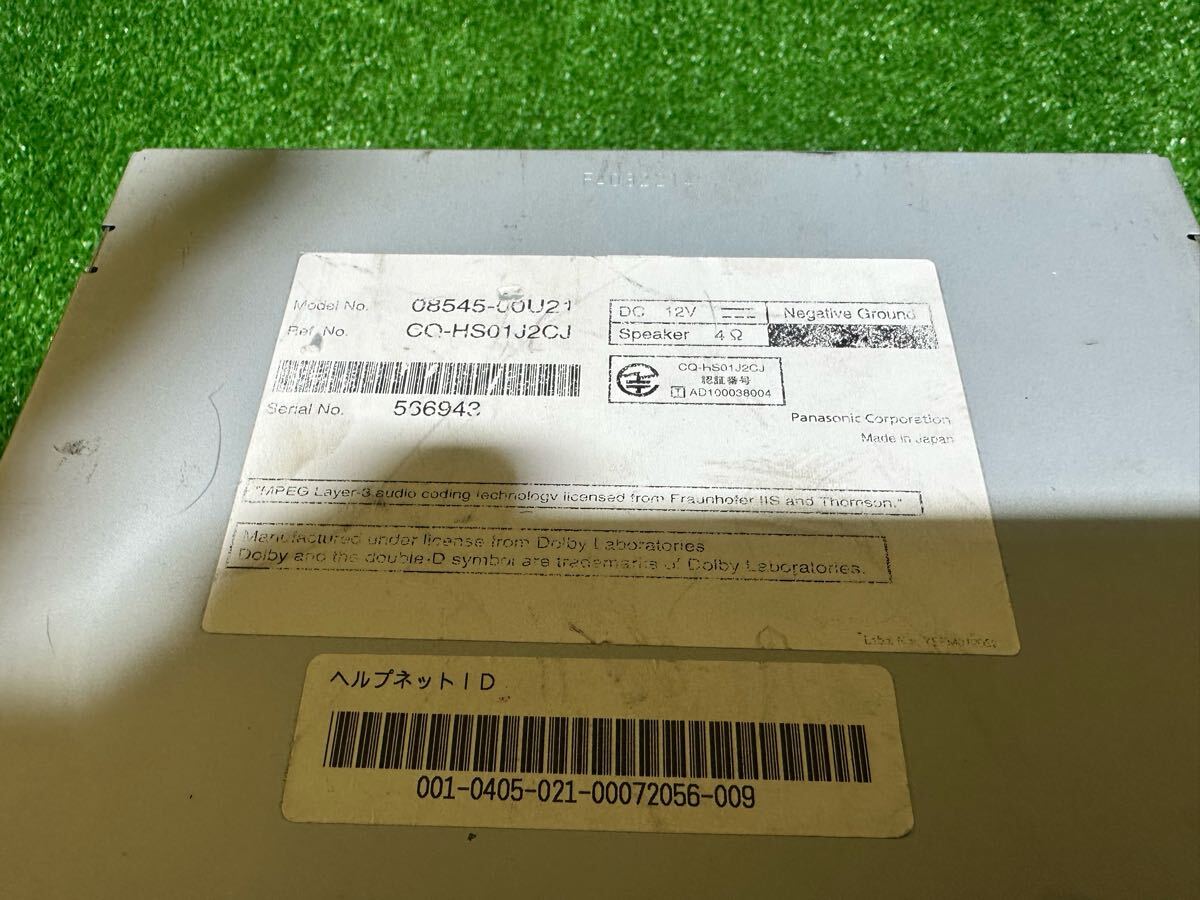 Model No. 08545-00U21
Ref. No. CQ-HS01J2CJ
Serial No. 566943
DC 12V
Negative Ground
Speaker 4Ω
CQ-HS01J2CJ
認証番号
T AD100038004
Panasonic Corporation
Made in Japan
"MPEG Layer-3 audio coding technology licensed from Fraunhofer IIS and Thomson."
Manufactured under license from Dolby Laboratories
Dolby and the double-D symbol are trademarks of Dolby Laboratories.
ヘルプネットID
001-0405-021-00072056-009